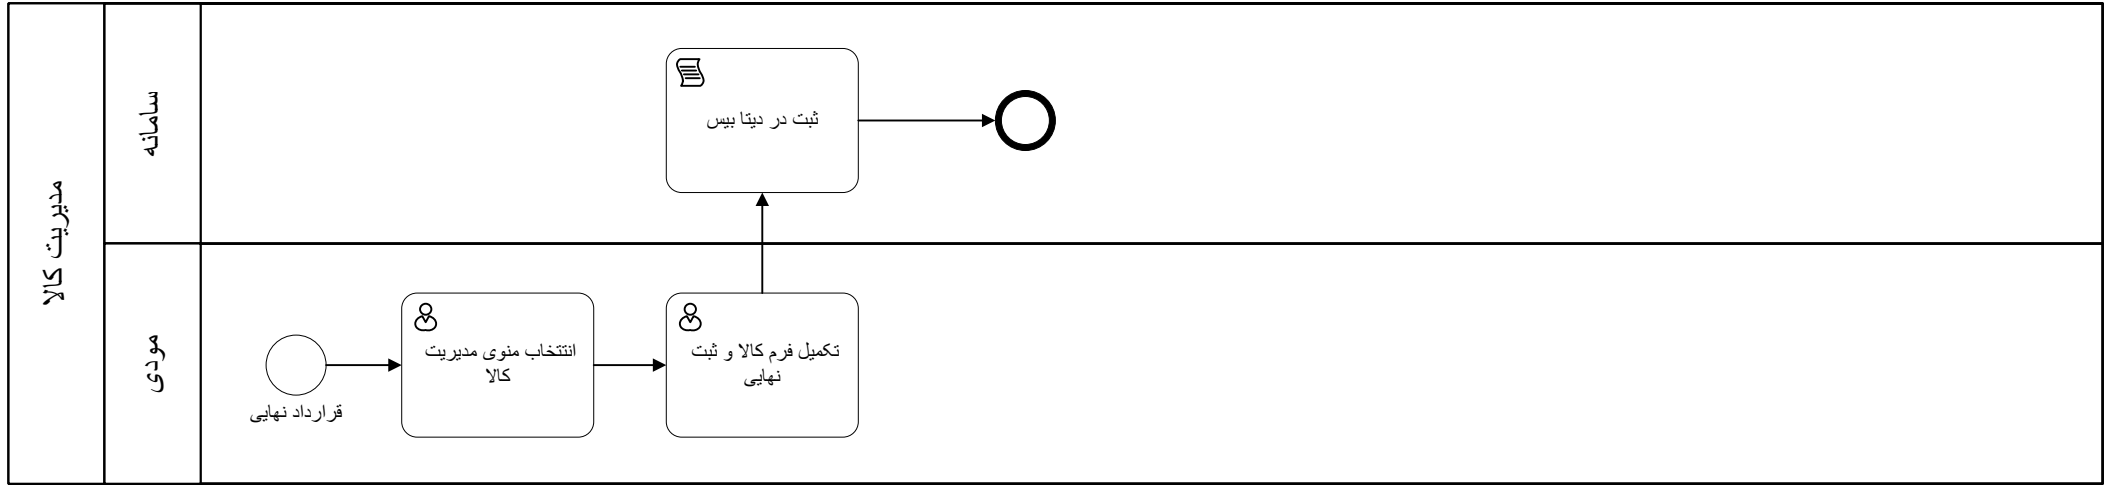 مدیریت کالا
سامانه
ثبت در دیتا بیس
مودی
قرارداد نهایی
انتتخاب منوی مدیریت
کالا
تکمیل فرم کالا و ثبت
نهایی